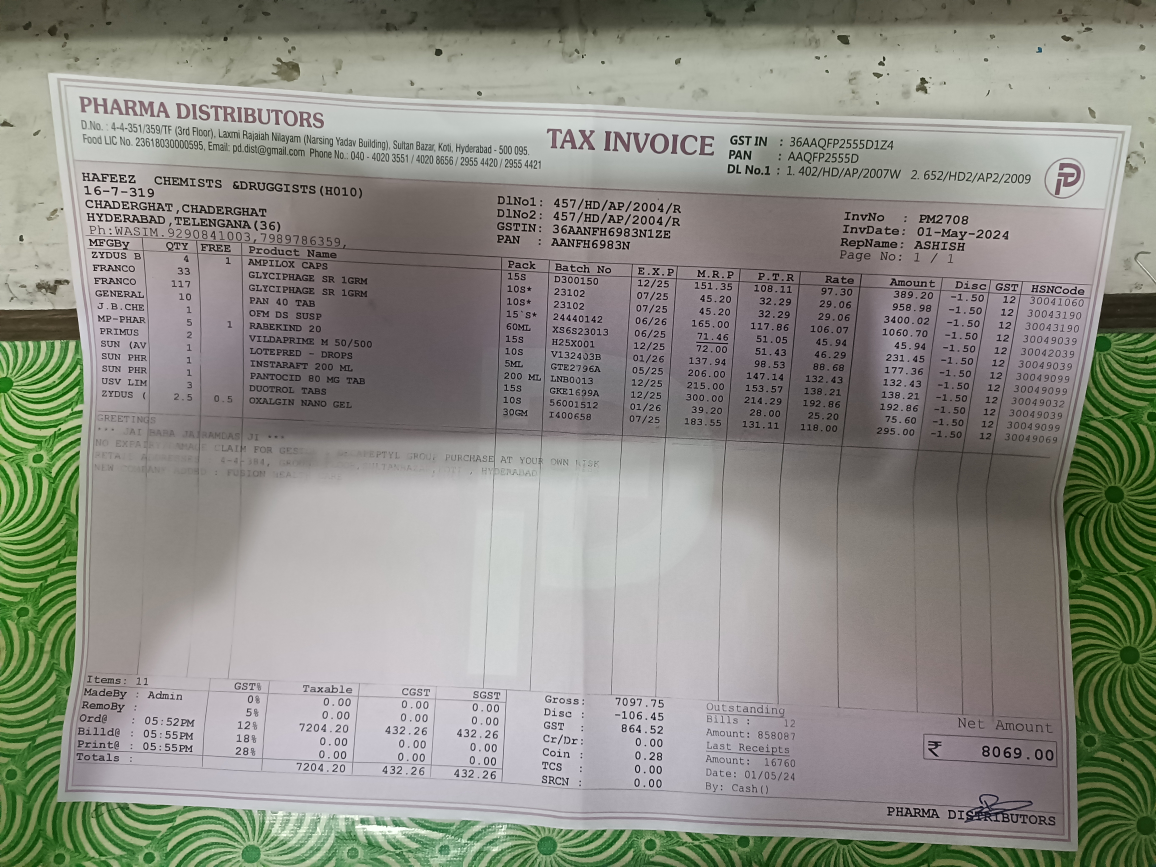 PHARMA DISTRIBUTORS
D.No. : 4-4-351/359/TF (3rd Floor), Laxmi Rajaiah Nilayam (Narsing Yadav Building), Sultan Bazar, Koti, Hyderabad - 500 095.
Food LIC No. 23618030000595, Email: pd.dist@gmail.com Phone No.: 040 - 4020 3551 / 4020 8656 / 2955 4420 / 2955 4421
TAX INVOICE
GST IN : 36AAQFP2555D1Z4
PAN : AAQFP2555D
DL No.1 : 1. 402/HD/AP/2007W 2. 652/HD2/AP2/2009
HAFEEZ CHEMISTS &DRUGGISTS(H010)
16-7-319
CHADERGHAT,CHADERGHAT
HYDERABAD,TELENGANA(36)
Ph:WASIM.9290841003,7989786359,
DlNo1: 457/HD/AP/2004/R
DlNo2: 457/HD/AP/2004/R
GSTIN: 36AANFH6983N1ZE
PAN : AANFH6983N
InvNo : PM2708
InvDate: 01-May-2024
RepName: ASHISH
Page No: 1 / 1
MFGBy QTY FREE Product Name Pack Batch No E.X.P M.R.P P.T.R Rate Amount Disc GST HSNCode
ZYDUS B 4 1 AMPILOX CAPS 15S D300150 12/25 151.35 108.11 97.30 389.20 -1.50 12 30041060
FRANCO 33 GLYCIPHAGE SR 1GRM 10S* 23102 07/25 45.20 32.29 29.06 958.98 -1.50 12 30043190
FRANCO 117 GLYCIPHAGE SR 1GRM 10S* 23102 07/25 45.20 32.29 29.06 3400.02 -1.50 12 30043190
GENERAL 10 PAN 40 TAB 15`S* 24440142 06/26 165.00 117.86 106.07 1060.70 -1.50 12 30049039
J.B.CHE 1 OFM DS SUSP 60ML XS6S23013 06/25 71.46 51.05 45.94 45.94 -1.50 12 30042039
MP-PHAR 5 1 RABEKIND 20 15S H25X001 12/25 72.00 51.43 46.29 231.45 -1.50 12 30049039
PRIMUS 2 VILDAPRIME M 50/500 10S V132403B 01/26 137.94 98.53 88.68 177.36 -1.50 12 30049099
SUN (AV 1 LOTEPRED - DROPS 5ML GTE2796A 05/25 206.00 147.14 132.43 132.43 -1.50 12 30049099
SUN PHR 1 INSTARAFT 200 ML 200 ML LNB0013 12/25 215.00 153.57 138.21 138.21 -1.50 12 30049032
SUN PHR 1 PANTOCID 80 MG TAB 15S GKE1699A 12/25 300.00 214.29 192.86 192.86 -1.50 12 30049039
USV LIM 3 DUOTROL TABS 10S 56001512 01/26 39.20 28.00 25.20 75.60 -1.50 12 30049099
ZYDUS ( 2.5 0.5 OXALGIN NANO GEL 30GM I400658 07/25 183.55 131.11 118.00 295.00 -1.50 12 30049069
GREETINGS
*** JAI BABA JAIRAMDAS JI ***
CLAIM FOR GROUP PURCHASE AT YOUR OWN RISK
4-4-384, HYDERABAD
Items: 11
MadeBy : Admin
RemoBy :
Ord@ : 05:52PM
Billd@ : 05:55PM
Print@ : 05:55PM
Totals :
GST% Taxable CGST SGST
0% 0.00 0.00 0.00
5% 0.00 0.00 0.00
12% 7204.20 432.26 432.26
18% 0.00 0.00 0.00
28% 0.00 0.00 0.00
7204.20 432.26 432.26
Gross: 7097.75
Disc : -106.45
GST : 864.52
Cr/Dr: 0.00
Coin : 0.28
TCS : 0.00
SRCN : 0.00
Outstanding
Bills : 12
Amount: 858087
Last Receipts
Amount: 16760
Date: 01/05/24
By: Cash()
Net Amount
₹ 8069.00
PHARMA DISTRIBUTORS